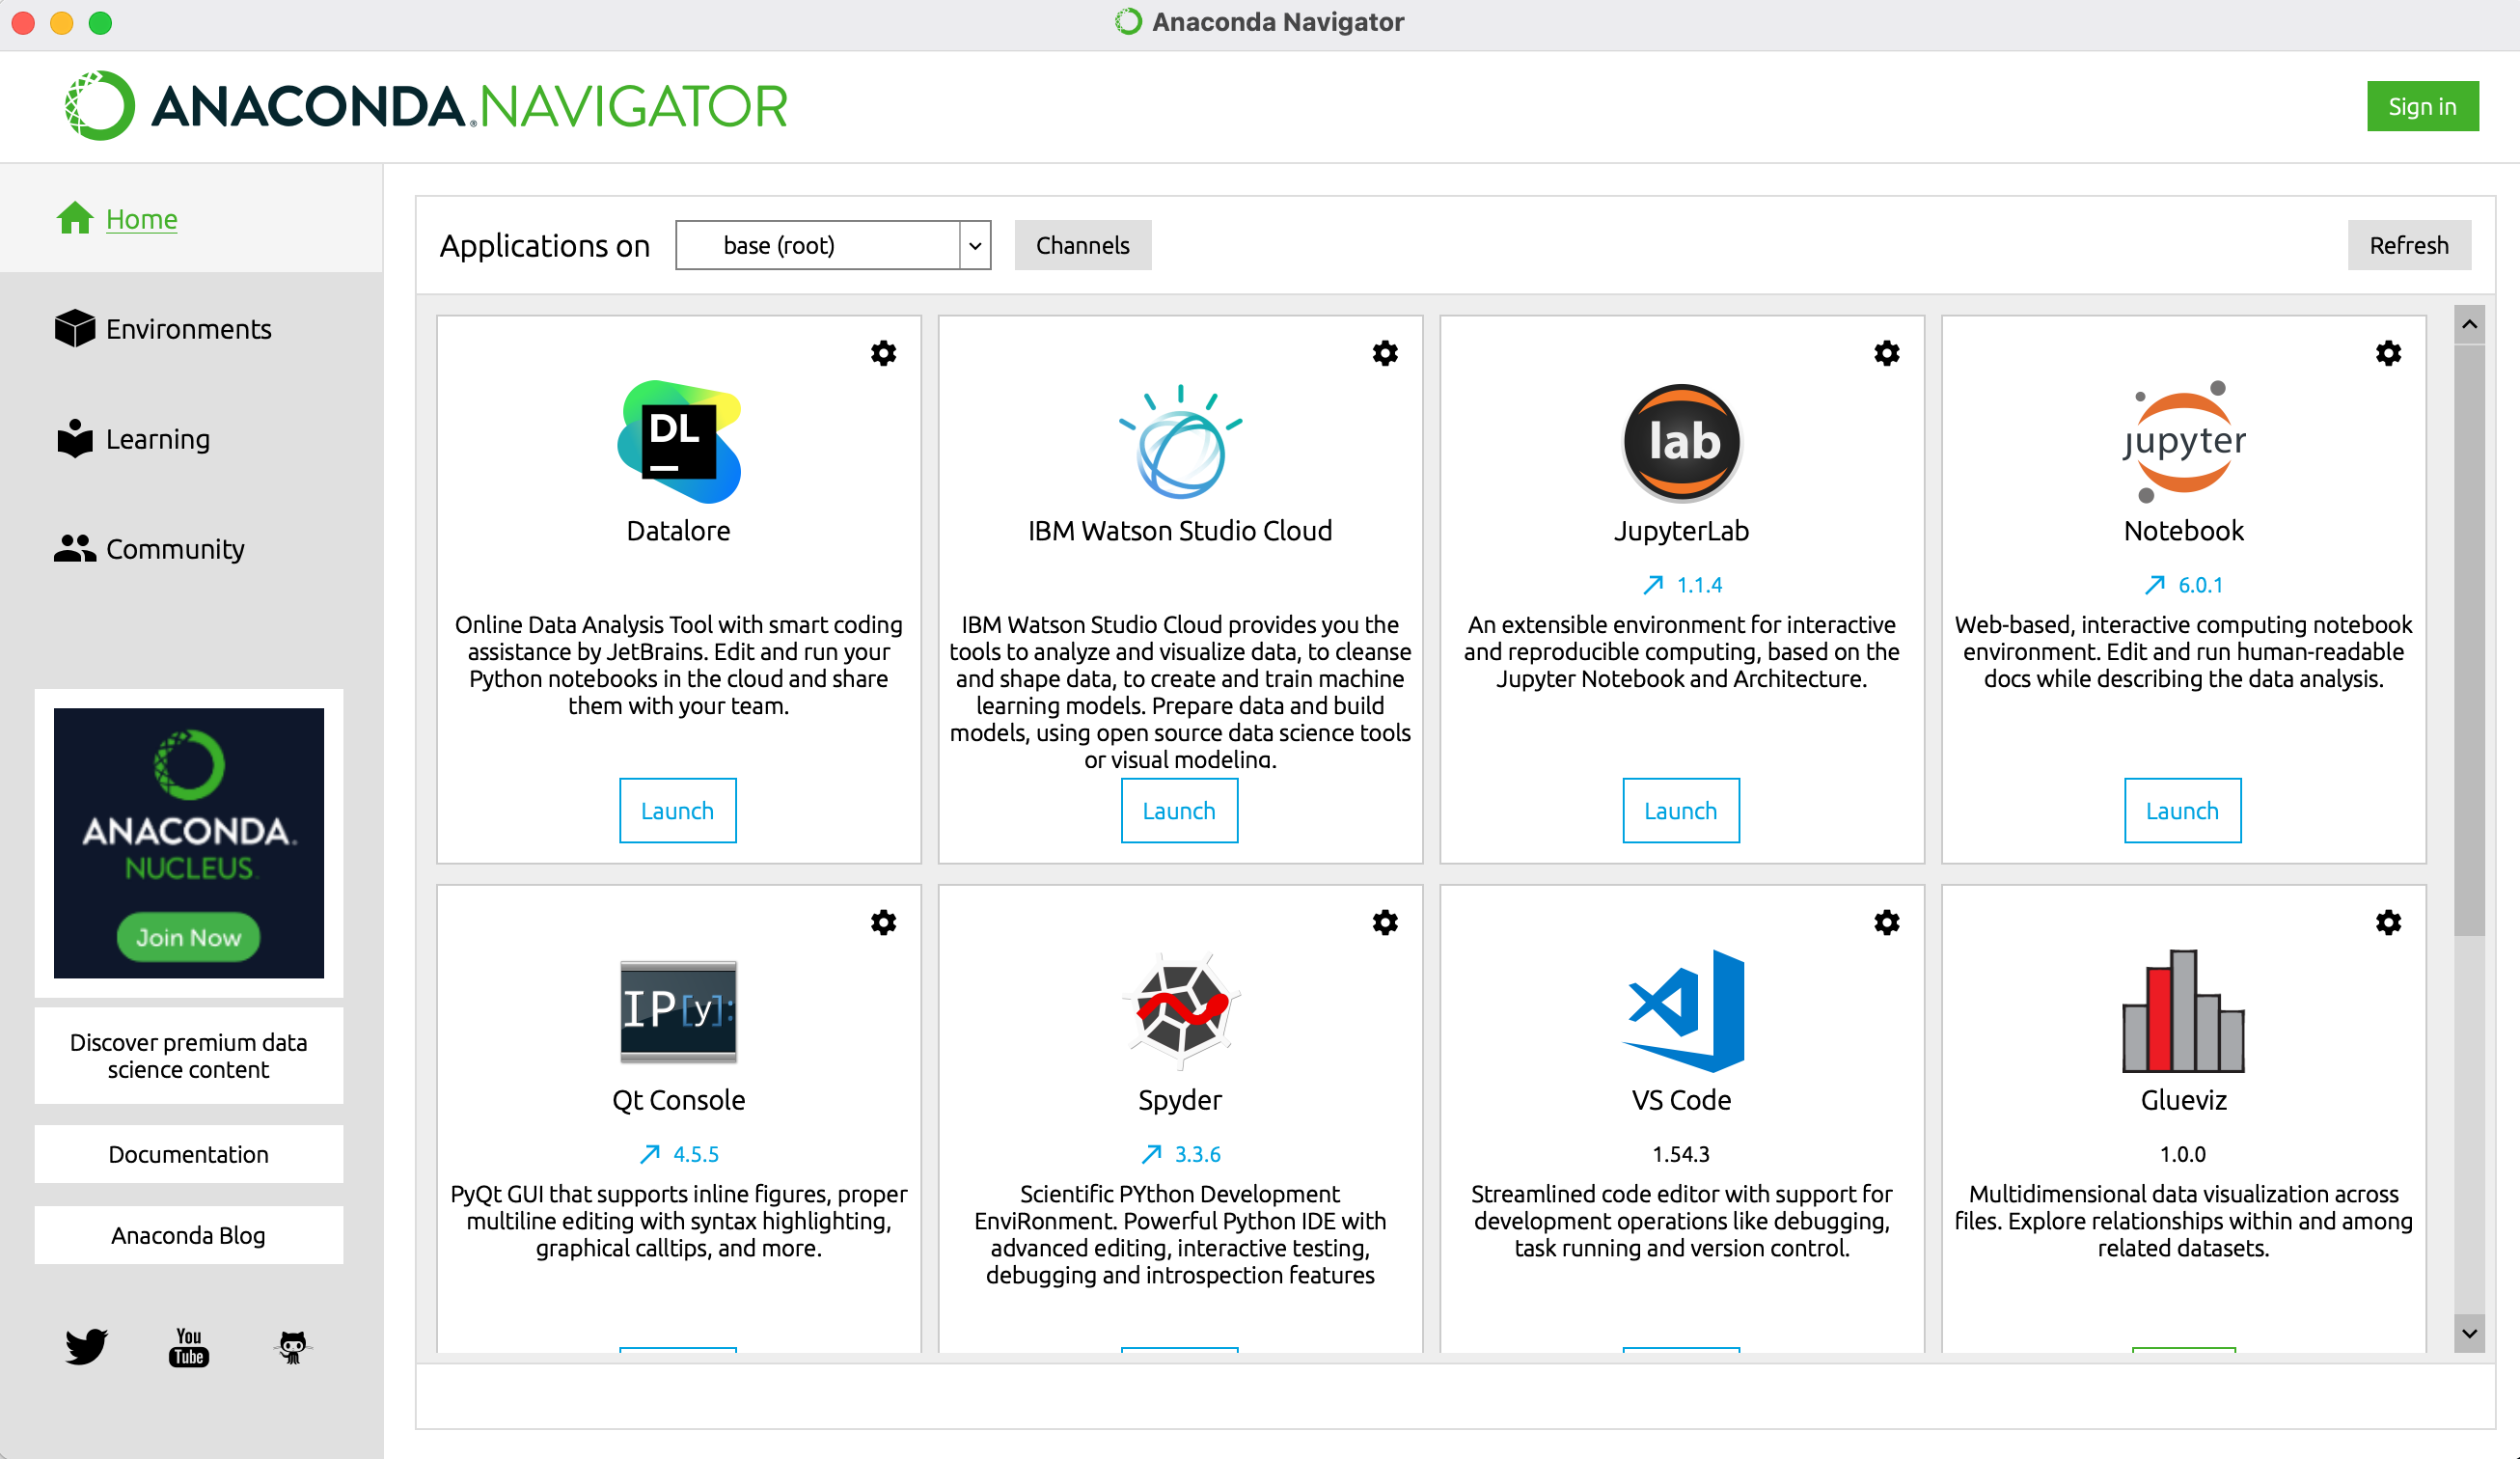 Anaconda Navigator
ANACONDA.NAVIGATOR
Sign in
Home
Environments
Learning
Community
ANACONDA.
NUCLEUS
Join Now
Discover premium data
science content
Documentation
Anaconda Blog
You
Tube
Applications on
base (root)
Channels
Refresh
DL
Datalore
Online Data Analysis Tool with smart coding
assistance by JetBrains. Edit and run your
Python notebooks in the cloud and share
them with your team.
Launch
IBM Watson Studio Cloud
IBM Watson Studio Cloud provides you the
tools to analyze and visualize data, to cleanse
and shape data, to create and train machine
learning models. Prepare data and build
models, using open source data science tools
or visual modeling.
Launch
lab
JupyterLab
1.1.4
An extensible environment for interactive
and reproducible computing, based on the
Jupyter Notebook and Architecture.
Launch
jupyter
Notebook
6.0.1
Web-based, interactive computing notebook
environment. Edit and run human-readable
docs while describing the data analysis.
Launch
IP[y]:
Qt Console
4.5.5
PyQt GUI that supports inline figures, proper
multiline editing with syntax highlighting,
graphical calltips, and more.
Spyder
3.3.6
Scientific PYthon Development
EnviRonment. Powerful Python IDE with
advanced editing, interactive testing,
debugging and introspection features
VS Code
1.54.3
Streamlined code editor with support for
development operations like debugging,
task running and version control.
Glueviz
1.0.0
Multidimensional data visualization across
files. Explore relationships within and among
related datasets.